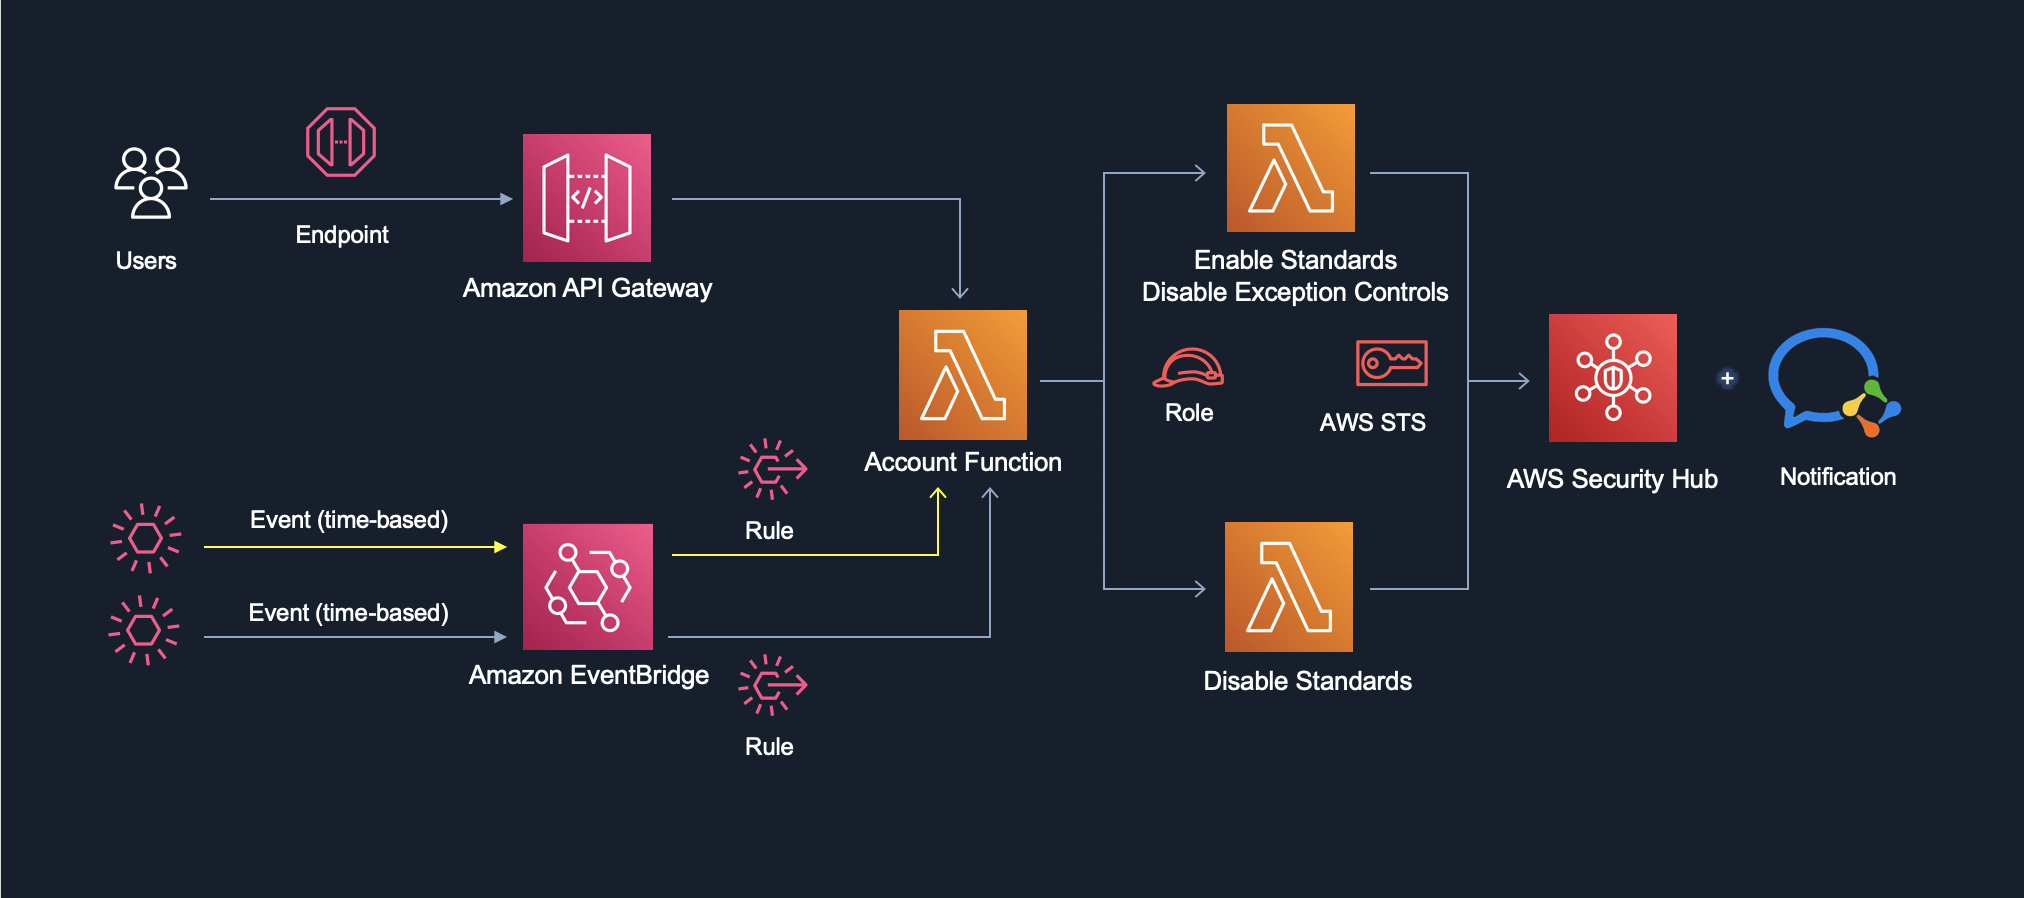 Users
Endpoint
Amazon API Gateway
Event (time-based)
Event (time-based)
Amazon EventBridge
Rule
Rule
Account Function
Enable Standards
Disable Exception Controls
Role
AWS STS
Disable Standards
AWS Security Hub
Notification